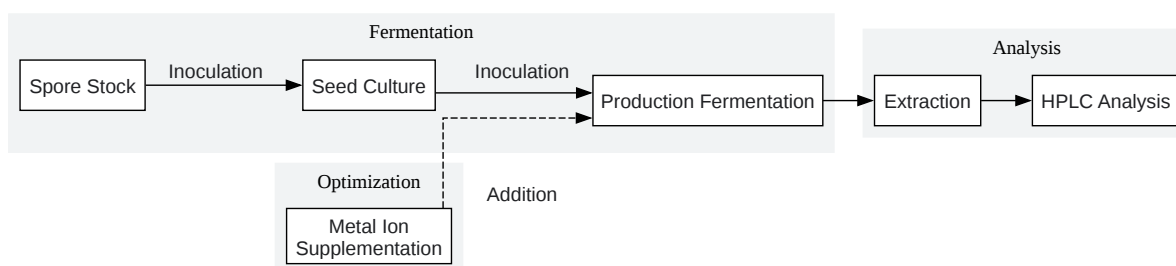 Fermentation
Analysis
Spore Stock
Inoculation
Seed Culture
Inoculation
Production Fermentation
Extraction
HPLC Analysis
Optimization
Addition
Metal Ion
Supplementation